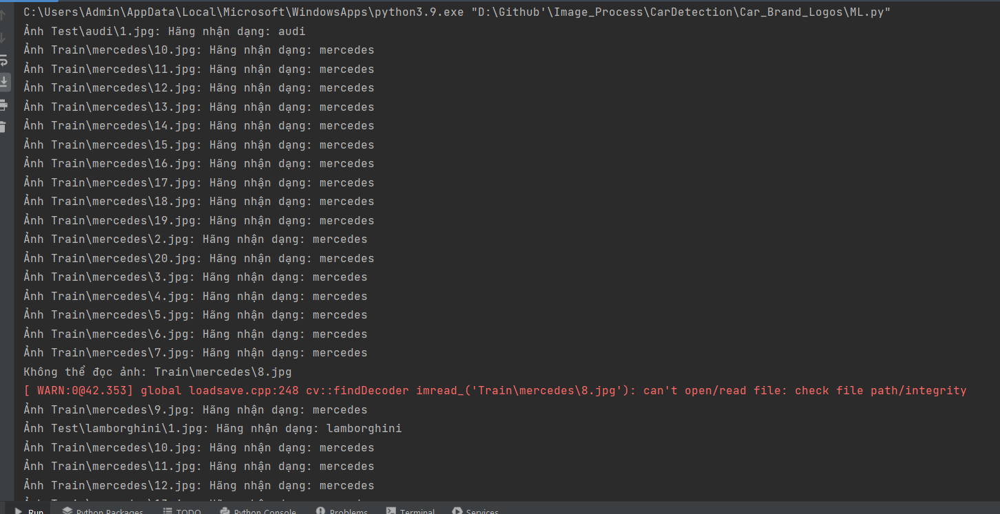 C:\Users\Admin\AppData\Local\Microsoft\WindowsApps\python3.9.exe "D:\Github'\Image_Process\CarDetection\Car_Brand_Logos\ML.py"
Ảnh Test\audi\1.jpg: Hãng nhận dạng: audi
Ảnh Train\mercedes\10.jpg: Hãng nhận dạng: mercedes
Ảnh Train\mercedes\11.jpg: Hãng nhận dạng: mercedes
Ảnh Train\mercedes\12.jpg: Hãng nhận dạng: mercedes
Ảnh Train\mercedes\13.jpg: Hãng nhận dạng: mercedes
Ảnh Train\mercedes\14.jpg: Hãng nhận dạng: mercedes
Ảnh Train\mercedes\15.jpg: Hãng nhận dạng: mercedes
Ảnh Train\mercedes\16.jpg: Hãng nhận dạng: mercedes
Ảnh Train\mercedes\17.jpg: Hãng nhận dạng: mercedes
Ảnh Train\mercedes\18.jpg: Hãng nhận dạng: mercedes
Ảnh Train\mercedes\19.jpg: Hãng nhận dạng: mercedes
Ảnh Train\mercedes\2.jpg: Hãng nhận dạng: mercedes
Ảnh Train\mercedes\20.jpg: Hãng nhận dạng: mercedes
Ảnh Train\mercedes\3.jpg: Hãng nhận dạng: mercedes
Ảnh Train\mercedes\4.jpg: Hãng nhận dạng: mercedes
Ảnh Train\mercedes\5.jpg: Hãng nhận dạng: mercedes
Ảnh Train\mercedes\6.jpg: Hãng nhận dạng: mercedes
Ảnh Train\mercedes\7.jpg: Hãng nhận dạng: mercedes
Không thể đọc ảnh: Train\mercedes\8.jpg
[ WARN:0@42.353] global loadsave.cpp:248 cv::findDecoder imread_('Train\mercedes\8.jpg'): can't open/read file: check file path/integrity
Ảnh Train\mercedes\9.jpg: Hãng nhận dạng: mercedes
Ảnh Test\lamborghini\1.jpg: Hãng nhận dạng: lamborghini
Ảnh Train\mercedes\10.jpg: Hãng nhận dạng: mercedes
Ảnh Train\mercedes\11.jpg: Hãng nhận dạng: mercedes
Ảnh Train\mercedes\12.jpg: Hãng nhận dạng: mercedes
Run Python Packages TODO Python Console Problems Terminal Services